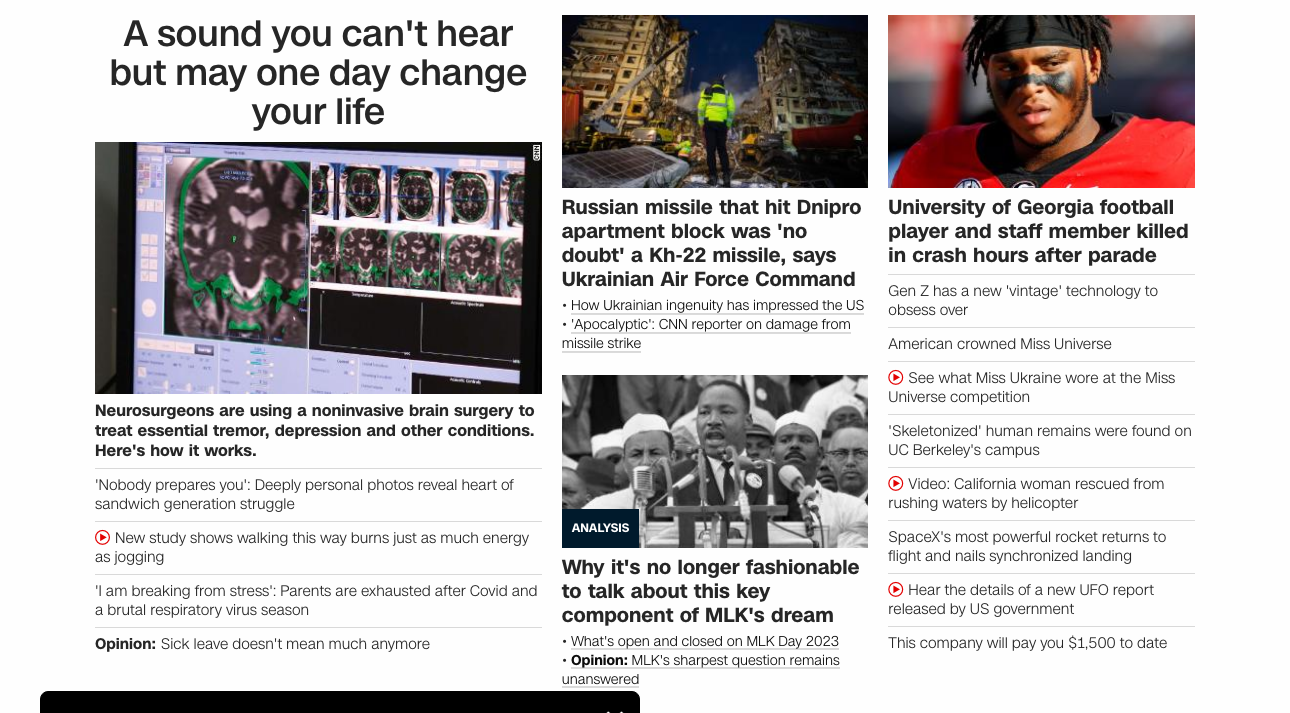 A sound you can't hear
but may one day change
your life
CNN
Neurosurgeons are using a noninvasive brain surgery to
treat essential tremor, depression and other conditions.
Here's how it works.
'Nobody prepares you': Deeply personal photos reveal heart of
sandwich generation struggle
New study shows walking this way burns just as much energy
as jogging
'I am breaking from stress': Parents are exhausted after Covid and
a brutal respiratory virus season
Opinion: Sick leave doesn't mean much anymore
Russian missile that hit Dnipro
apartment block was 'no
doubt' a Kh-22 missile, says
Ukrainian Air Force Command
• How Ukrainian ingenuity has impressed the US
• 'Apocalyptic': CNN reporter on damage from
missile strike
ANALYSIS
Why it's no longer fashionable
to talk about this key
component of MLK's dream
• What's open and closed on MLK Day 2023
• Opinion: MLK's sharpest question remains
unanswered
University of Georgia football
player and staff member killed
in crash hours after parade
Gen Z has a new 'vintage' technology to
obsess over
American crowned Miss Universe
See what Miss Ukraine wore at the Miss
Universe competition
'Skeletonized' human remains were found on
UC Berkeley's campus
Video: California woman rescued from
rushing waters by helicopter
SpaceX's most powerful rocket returns to
flight and nails synchronized landing
Hear the details of a new UFO report
released by US government
This company will pay you $1,500 to date